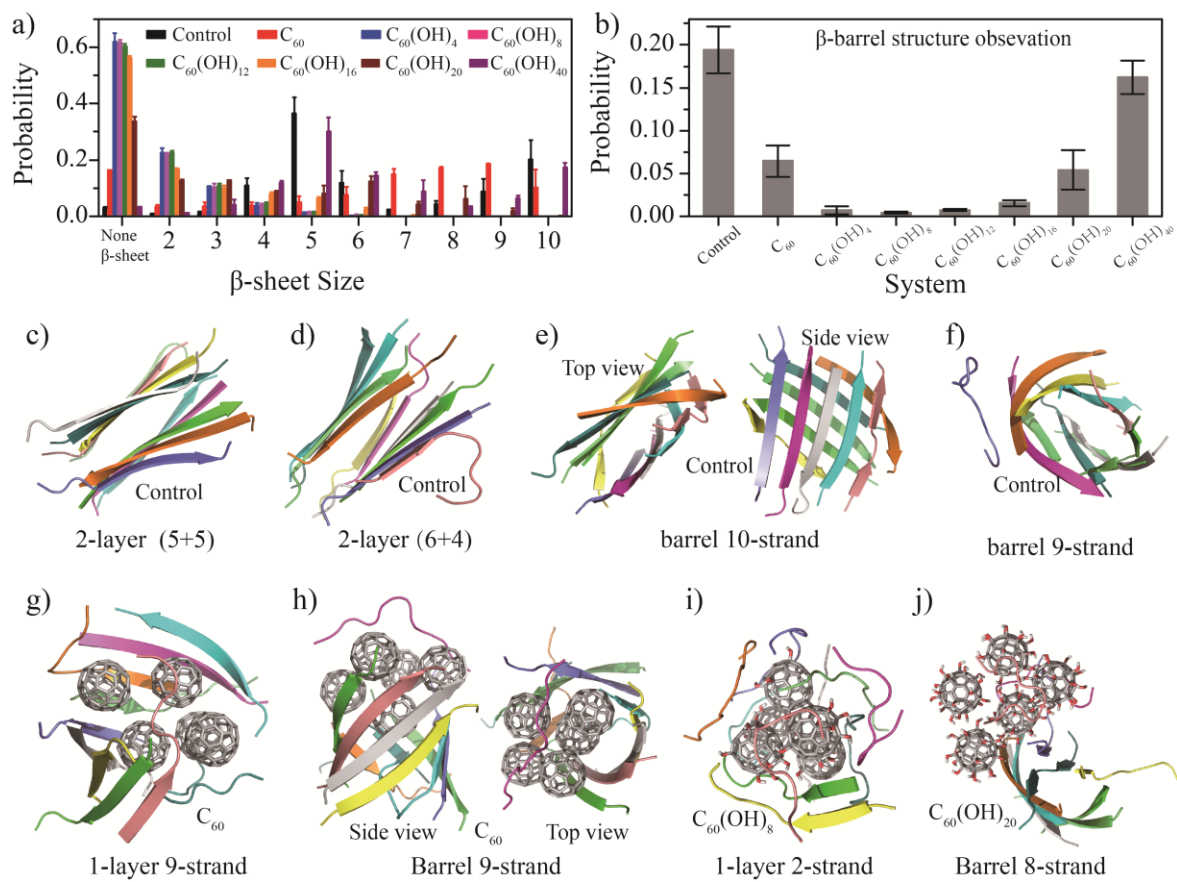 a)
Control C₆₀ C₆₀(OH)₄ C₆₀(OH)₈
C₆₀(OH)₁₂ C₆₀(OH)₁₆ C₆₀(OH)₂₀ C₆₀(OH)₄₀
Probability
0.6
0.4
0.2
0.0
None
β-sheet
2 3 4 5 6 7 8 9 10
β-sheet Size
b)
β-barrel structure obsevation
Probability
0.20
0.15
0.10
0.05
0.00
Control C₆₀ C₆₀(OH)₄ C₆₀(OH)₈ C₆₀(OH)₁₂ C₆₀(OH)₁₆ C₆₀(OH)₂₀ C₆₀(OH)₄₀
System
c)
Control
2-layer (5+5)
d)
Control
2-layer (6+4)
e)
Top view
Side view
Control
barrel 10-strand
f)
Control
barrel 9-strand
g)
C₆₀
1-layer 9-strand
h)
Side view C₆₀ Top view
Barrel 9-strand
i)
C₆₀(OH)₈
1-layer 2-strand
j)
C₆₀(OH)₂₀
Barrel 8-strand